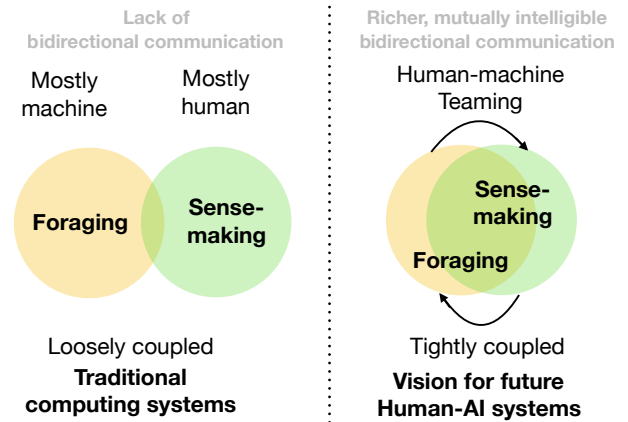 Lack of
bidirectional communication
Mostly
machine
Mostly
human
Foraging
Sense-
making
Loosely coupled
Traditional
computing systems
Richer, mutually intelligible
bidirectional communication
Human-machine
Teaming
Sense-
making
Foraging
Tightly coupled
Vision for future
Human-AI systems